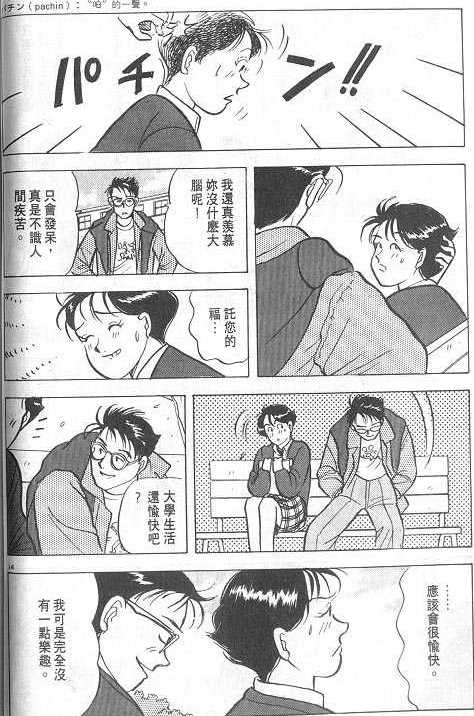 パチン (pachin)：“啪”的一聲。
パチン!!
我還真羨慕
妳沒什麼大
腦呢！
只會發呆，
真是不識人
間疾苦。
託您的
福…
大學生活
還愉快吧
？
……
應該會很愉快。
我可是完全沒
有一點樂趣。